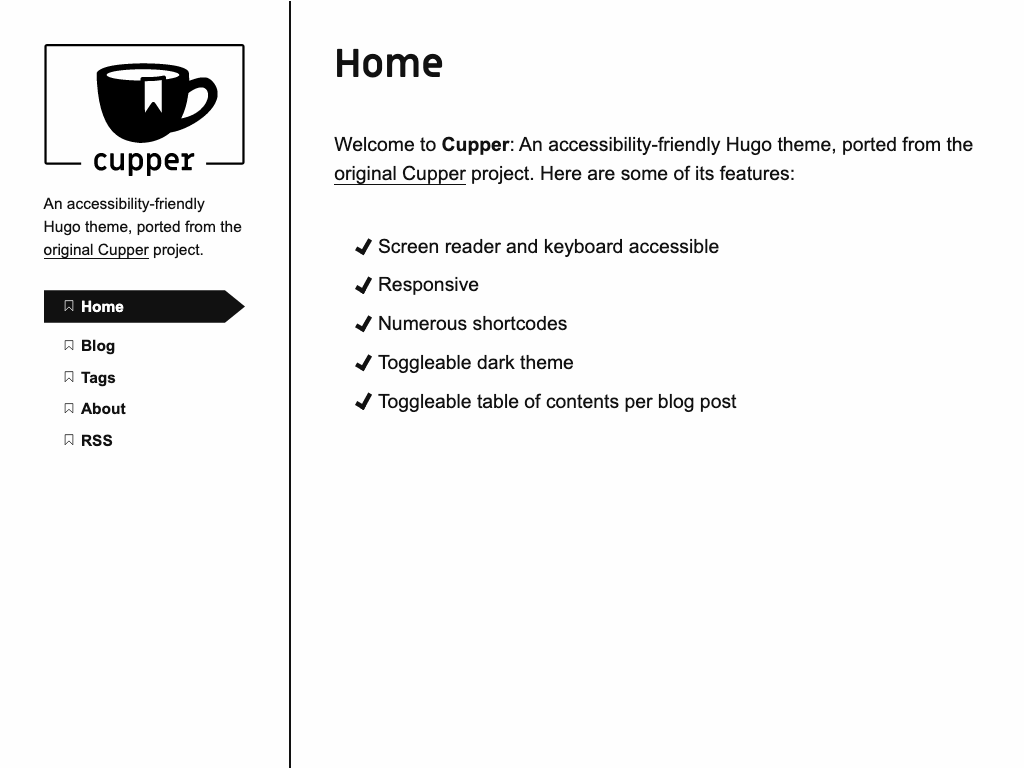 cupper
An accessibility-friendly
Hugo theme, ported from the
original Cupper project.
Home
Blog
Tags
About
RSS
Home
Welcome to Cupper: An accessibility-friendly Hugo theme, ported from the
original Cupper project. Here are some of its features:
Screen reader and keyboard accessible
Responsive
Numerous shortcodes
Toggleable dark theme
Toggleable table of contents per blog post